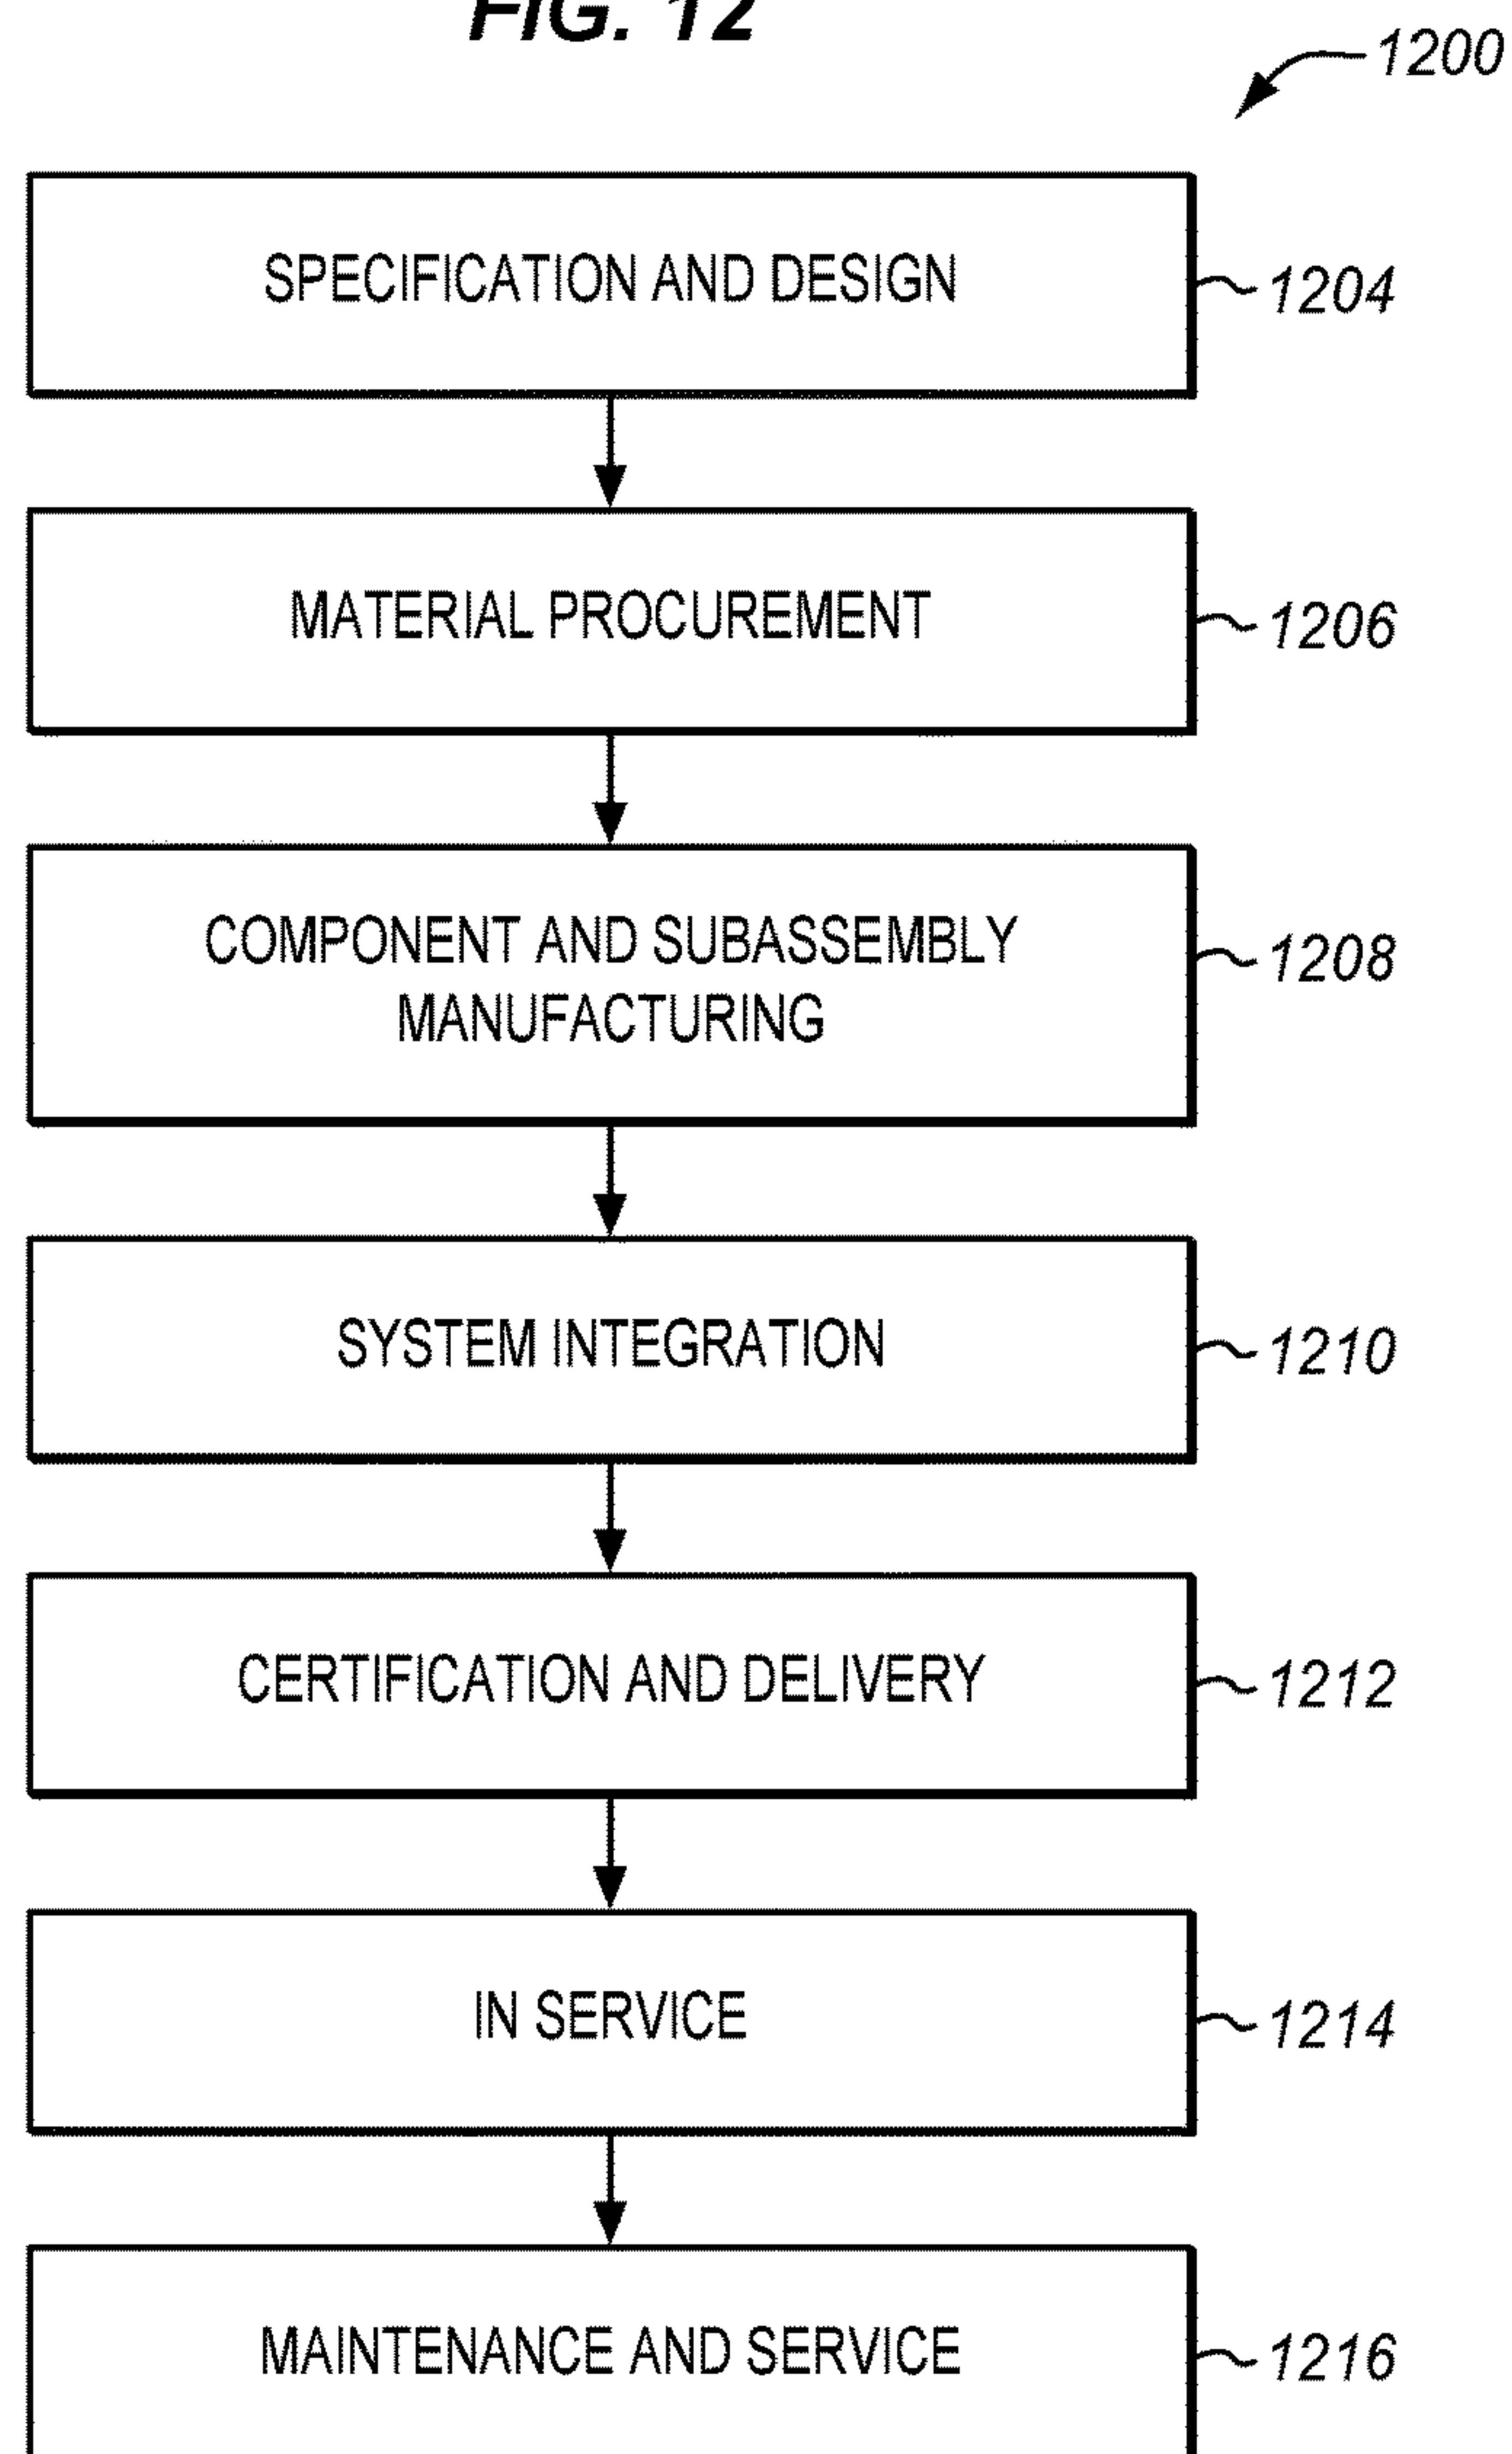 FIG. 12
1200
SPECIFICATION AND DESIGN
1204
MATERIAL PROCUREMENT
1206
COMPONENT AND SUBASSEMBLY
MANUFACTURING
1208
SYSTEM INTEGRATION
1210
CERTIFICATION AND DELIVERY
1212
IN SERVICE
1214
MAINTENANCE AND SERVICE
1216